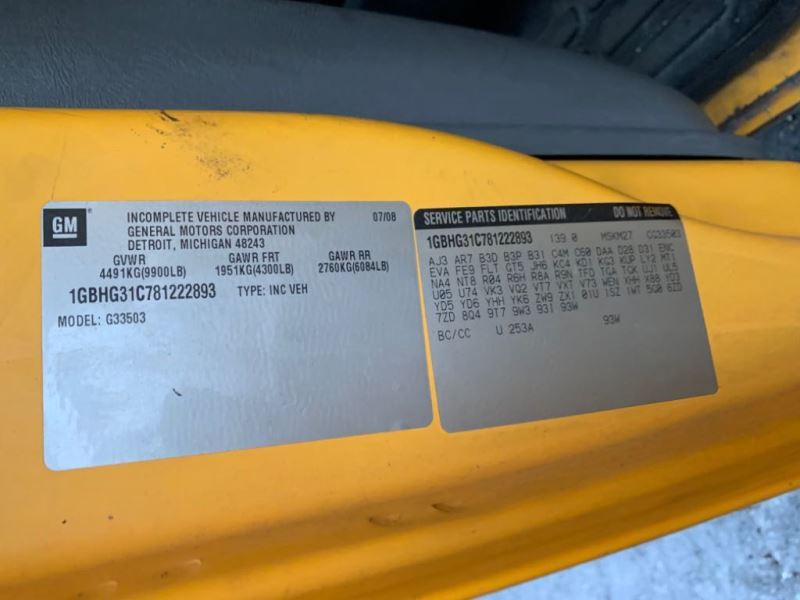 GM
INCOMPLETE VEHICLE MANUFACTURED BY 07/08
GENERAL MOTORS CORPORATION
DETROIT, MICHIGAN 48243
GVWR GAWR FRT GAWR RR
4491KG(9900LB) 1951KG(4300LB) 2760KG(6084LB)
1GBHG31C781222893 TYPE: INC VEH
MODEL: G33503
SERVICE PARTS IDENTIFICATION DO NOT REMOVE
1GBHG31C781222893 139.0 MSKM27 CG33503
AJ3 AR7 B3D B3P B31 C4M C60 DAA D28 D31 ENC
EVA FE9 FLT GT5 JH6 KC4 KD1 KG3 KUP LY2 MT1
NA4 NT8 R04 R6H R8A R9N TFD TGA TQK UJ1 UL5
U05 U74 VK3 VQ2 VT7 VXT V73 WEN XHH X88 YD3
YD5 YD6 YHH YK6 ZW9 ZX1 01U 1SZ 1WT 5Q0 6ZD
7ZD 8Q4 9T7 9W3 931 93W
BC/CC U 253A 93W